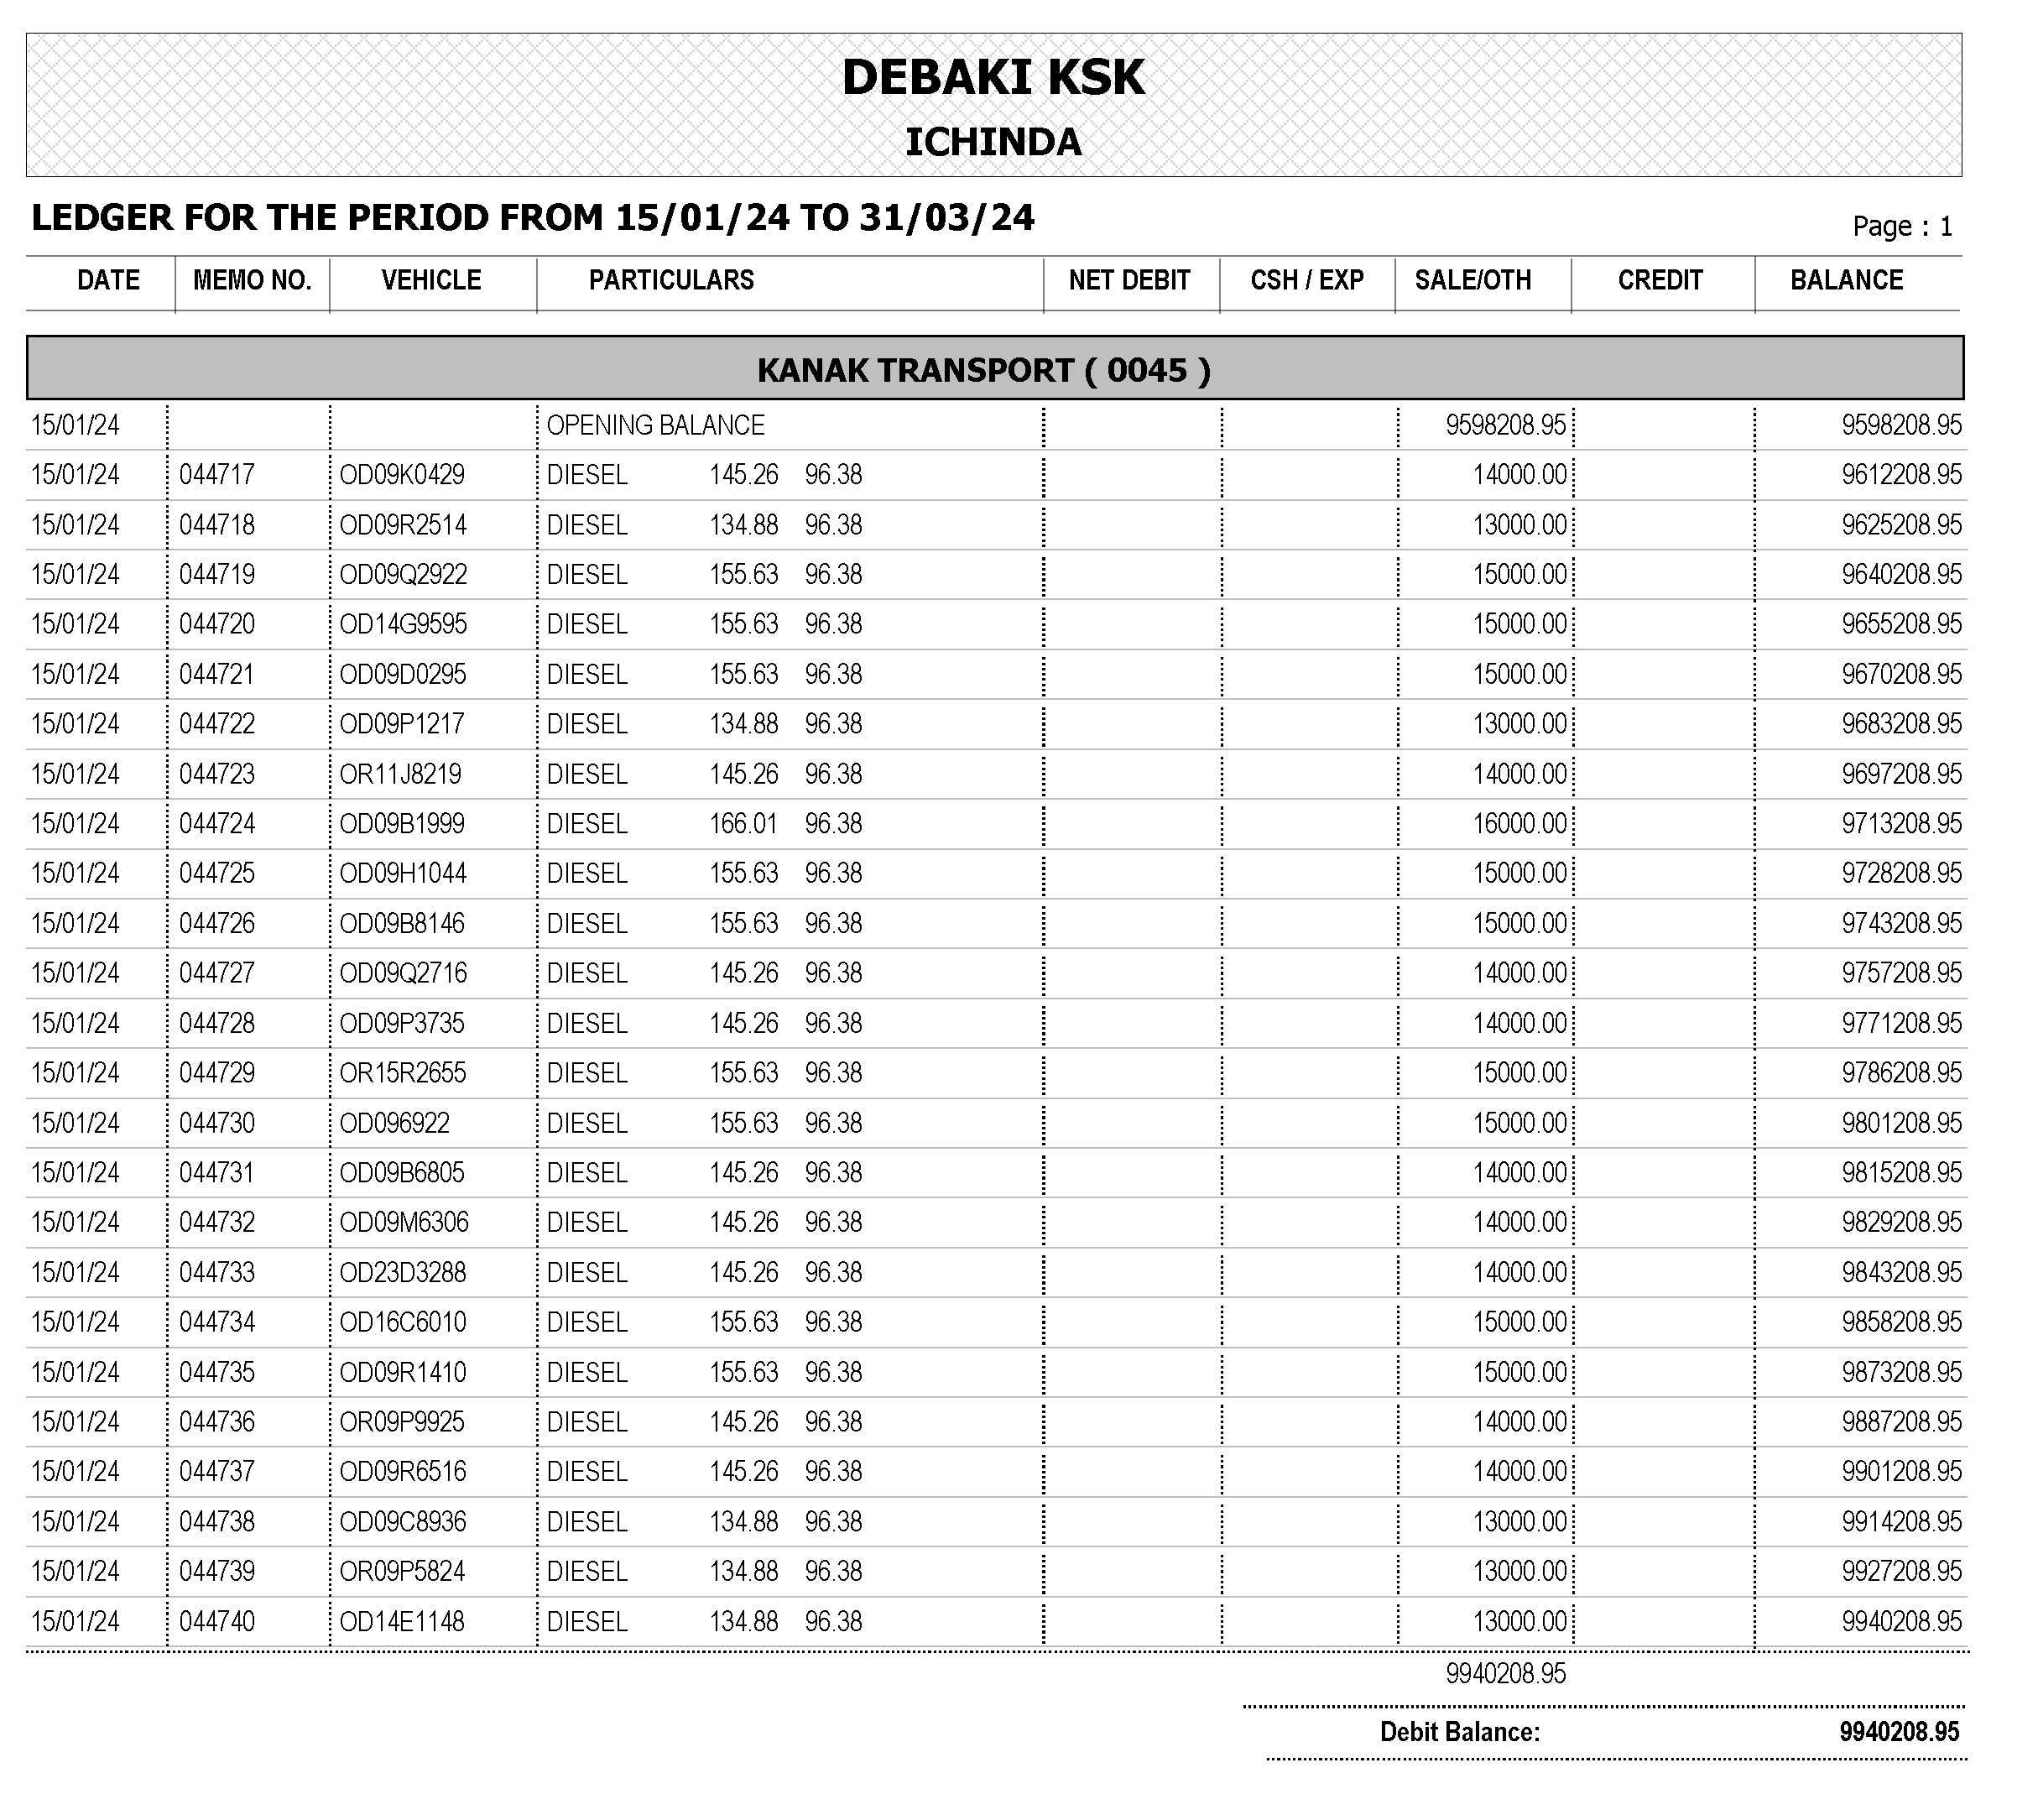 DEBAKI KSK
ICHINDA
LEDGER FOR THE PERIOD FROM 15/01/24 TO 31/03/24 Page : 1
DATE MEMO NO. VEHICLE PARTICULARS NET DEBIT CSH / EXP SALE/OTH CREDIT BALANCE
KANAK TRANSPORT ( 0045 )
15/01/24 OPENING BALANCE 9598208.95 9598208.95
15/01/24 044717 OD09K0429 DIESEL 145.26 96.38 14000.00 9612208.95
15/01/24 044718 OD09R2514 DIESEL 134.88 96.38 13000.00 9625208.95
15/01/24 044719 OD09Q2922 DIESEL 155.63 96.38 15000.00 9640208.95
15/01/24 044720 OD14G9595 DIESEL 155.63 96.38 15000.00 9655208.95
15/01/24 044721 OD09D0295 DIESEL 155.63 96.38 15000.00 9670208.95
15/01/24 044722 OD09P1217 DIESEL 134.88 96.38 13000.00 9683208.95
15/01/24 044723 OR11J8219 DIESEL 145.26 96.38 14000.00 9697208.95
15/01/24 044724 OD09B1999 DIESEL 166.01 96.38 16000.00 9713208.95
15/01/24 044725 OD09H1044 DIESEL 155.63 96.38 15000.00 9728208.95
15/01/24 044726 OD09B8146 DIESEL 155.63 96.38 15000.00 9743208.95
15/01/24 044727 OD09Q2716 DIESEL 145.26 96.38 14000.00 9757208.95
15/01/24 044728 OD09P3735 DIESEL 145.26 96.38 14000.00 9771208.95
15/01/24 044729 OR15R2655 DIESEL 155.63 96.38 15000.00 9786208.95
15/01/24 044730 OD096922 DIESEL 155.63 96.38 15000.00 9801208.95
15/01/24 044731 OD09B6805 DIESEL 145.26 96.38 14000.00 9815208.95
15/01/24 044732 OD09M6306 DIESEL 145.26 96.38 14000.00 9829208.95
15/01/24 044733 OD23D3288 DIESEL 145.26 96.38 14000.00 9843208.95
15/01/24 044734 OD16C6010 DIESEL 155.63 96.38 15000.00 9858208.95
15/01/24 044735 OD09R1410 DIESEL 155.63 96.38 15000.00 9873208.95
15/01/24 044736 OR09P9925 DIESEL 145.26 96.38 14000.00 9887208.95
15/01/24 044737 OD09R6516 DIESEL 145.26 96.38 14000.00 9901208.95
15/01/24 044738 OD09C8936 DIESEL 134.88 96.38 13000.00 9914208.95
15/01/24 044739 OR09P5824 DIESEL 134.88 96.38 13000.00 9927208.95
15/01/24 044740 OD14E1148 DIESEL 134.88 96.38 13000.00 9940208.95
9940208.95
Debit Balance: 9940208.95